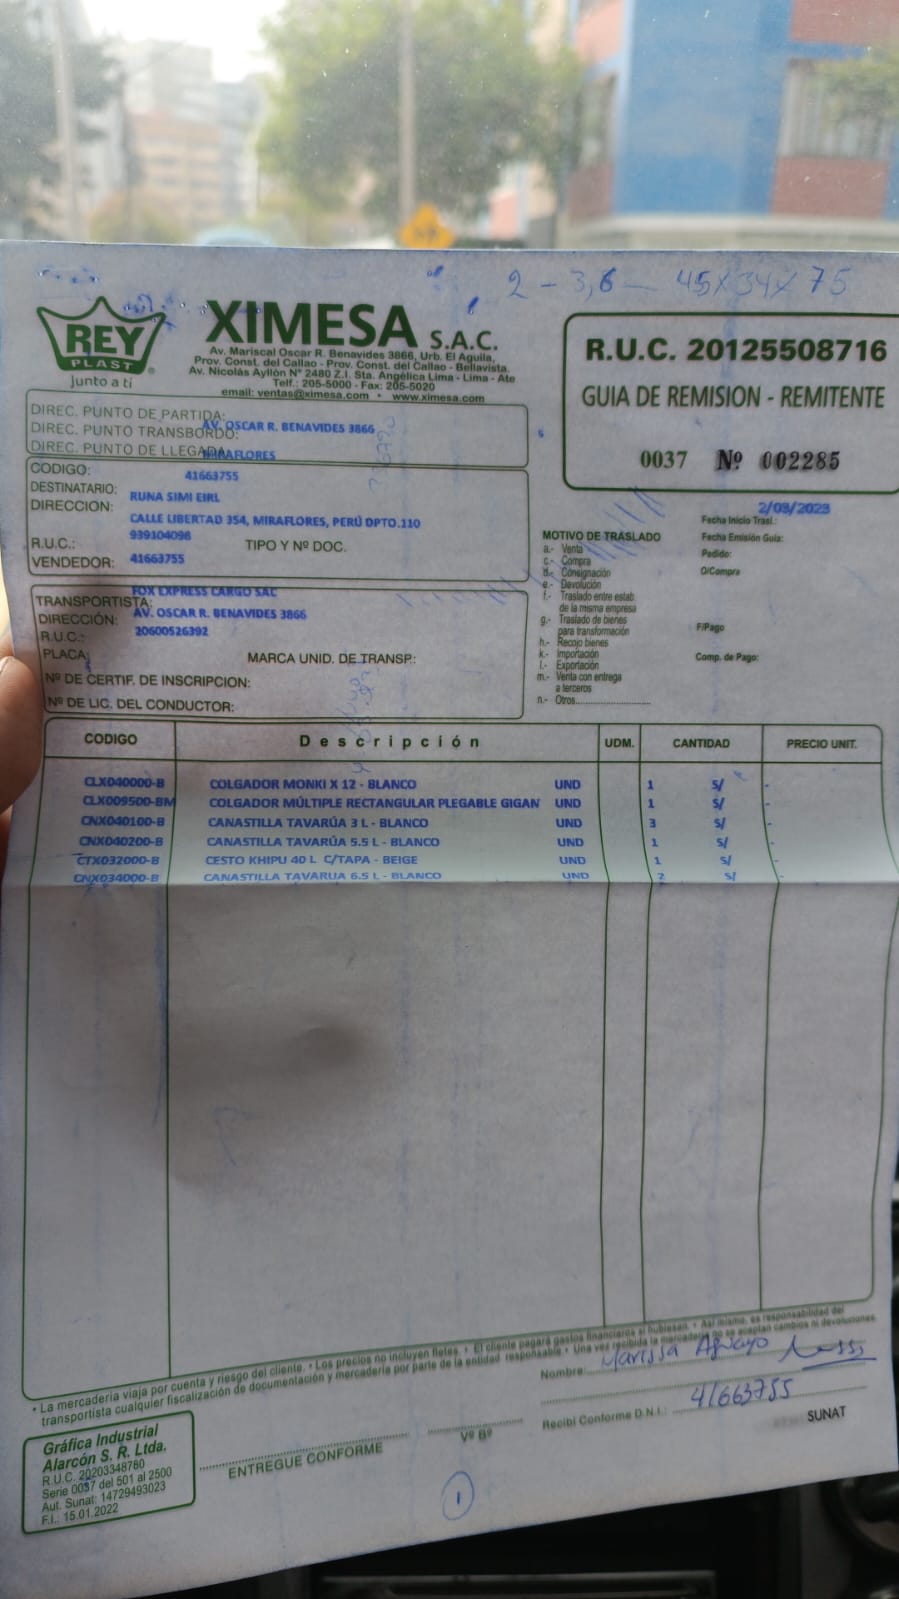 2 - 3,6 - 45X34X75
REY
PLAST
Junto a tí
XIMESA S.A.C.
Av. Mariscal Oscar R. Benavides 3866, Urb. El Aguila,
Prov. Const. del Callao - Prov. Const. del Callao - Bellavista.
Av. Nicolás Ayllón Nº 2480 Z.I. Sta. Angélica Lima - Lima - Ate
Telf.: 205-5000 - Fax: 205-5020
email: ventas@ximesa.com • www.ximesa.com
R.U.C. 20125508716
GUIA DE REMISION - REMITENTE
0037 Nº 002285
DIREC. PUNTO DE PARTIDA: AV. OSCAR R. BENAVIDES 3866
DIREC. PUNTO TRANSBORDO:
DIREC. PUNTO DE LLEGADA: MIRAFLORES
CODIGO: 41663755
DESTINATARIO: RUNA SIMI EIRL
DIRECCION: CALLE LIBERTAD 354, MIRAFLORES, PERÚ DPTO.110
R.U.C.: 939104098 TIPO Y Nº DOC.
VENDEDOR: 41663755
TRANSPORTISTA: FOX EXPRESS CARGO SAC
DIRECCIÓN: AV. OSCAR R. BENAVIDES 3866
R.U.C.: 20600526392
PLACA: MARCA UNID. DE TRANSP.:
Nº DE CERTIF. DE INSCRIPCION:
Nº DE LIC. DEL CONDUCTOR:
MOTIVO DE TRASLADO
a.- Venta
c.- Compra
d.- Consignación
e.- Devolución
f.- Traslado entre estab.
de la misma empresa
g.- Traslado de bienes
para transformación
h.- Recojo bienes
k.- Importación
l.- Exportación
m.- Venta con entrega
a terceros
n.- Otros
2/03/2023
Fecha Inicio Trasl.:
Fecha Emisión Guía:
Pedido:
O/Compra
F/Pago
Comp. de Pago:
CODIGO Descripción UDM. CANTIDAD PRECIO UNIT.
CLX040000-B COLGADOR MONKI X 12 - BLANCO UND 1 S/ -
CLX009500-BM COLGADOR MÚLTIPLE RECTANGULAR PLEGABLE GIGAN UND 1 S/ -
CNX040100-B CANASTILLA TAVARÚA 3 L - BLANCO UND 3 S/ -
CNX040200-B CANASTILLA TAVARÚA 5.5 L - BLANCO UND 1 S/ -
CTX032000-B CESTO KHIPU 40 L C/TAPA - BEIGE UND 1 S/ -
CNX034000-B CANASTILLA TAVARUA 6.5 L - BLANCO UND 2 S/ -
• La mercadería viaja por cuenta y riesgo del cliente. • Los precios no incluyen fletes. • El cliente pagará gastos financieros si hubiesen. • Así mismo, es responsabilidad del
transportista cualquier fiscalización de documentación y mercadería por parte de la entidad responsable. • Una vez recibida la mercadería no se aceptan cambios ni devoluciones.
Nombre: Marissa Aguayo
Recibí Conforme D.N.I.: 41663755
SUNAT
Vº Bº
ENTREGUE CONFORME
Gráfica Industrial
Alarcón S. R. Ltda.
R.U.C. 20203348780
Serie 0037 del 501 al 2500
Aut. Sunat: 14729493023
F.I.: 15.01.2022
1